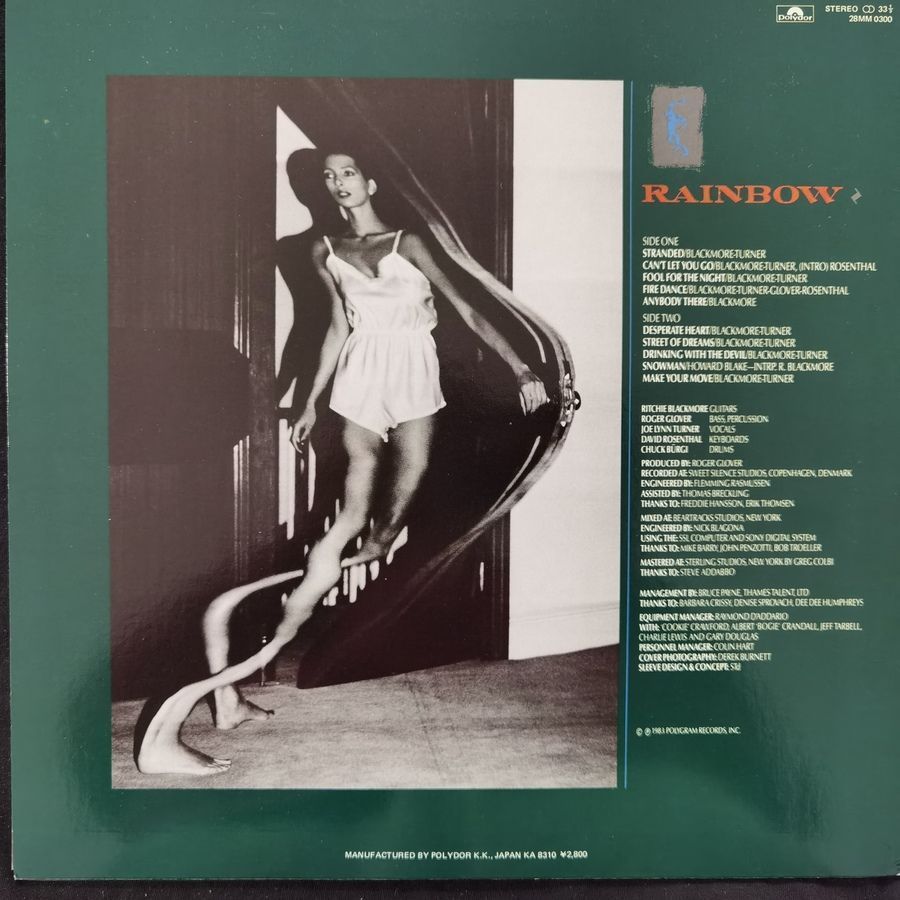 Polydor
STEREO 33⅓
28MM 0300
RAINBOW
SIDE ONE
STRANDED/BLACKMORE-TURNER
CAN'T LET YOU GO/BLACKMORE-TURNER, (INTRO) ROSENTHAL
FOOL FOR THE NIGHT/BLACKMORE-TURNER
FIRE DANCE/BLACKMORE-TURNER-GLOVER-ROSENTHAL
ANYBODY THERE/BLACKMORE
SIDE TWO
DESPERATE HEART/BLACKMORE-TURNER
STREET OF DREAMS/BLACKMORE-TURNER
DRINKING WITH THE DEVIL/BLACKMORE-TURNER
SNOWMAN/HOWARD BLAKE—INTRP. R. BLACKMORE
MAKE YOUR MOVE/BLACKMORE-TURNER
RITCHIE BLACKMORE GUITARS
ROGER GLOVER BASS, PERCUSSION
JOE LYNN TURNER VOCALS
DAVID ROSENTHAL KEYBOARDS
CHUCK BÜRGI DRUMS
PRODUCED BY: ROGER GLOVER
RECORDED AT: SWEET SILENCE STUDIOS, COPENHAGEN, DENMARK
ENGINEERED BY: FLEMMING RASMUSSEN
ASSISTED BY: THOMAS BRECKLING
THANKS TO: FREDDIE HANSSON, ERIK THOMSEN
MIXED AT: BEARTRACKS STUDIOS, NEW YORK
ENGINEERED BY: NICK BLAGONA
USING THE: SSL COMPUTER AND SONY DIGITAL SYSTEM
THANKS TO: MIKE BARRY, JOHN PENZOTTI, BOB TROELLER
MASTERED AT: STERLING STUDIOS, NEW YORK BY GREG COLBI
THANKS TO: STEVE ADDABBO
MANAGEMENT BY: BRUCE PAYNE, THAMES TALENT, LTD
THANKS TO: BARBARA CRISSY, DENISE SPROVACH, DEE DEE HUMPHREYS
EQUIPMENT MANAGER: RAYMOND D'ADDARIO
WITH: 'COOKIE' CRAWFORD, ALBERT 'BOGIE' CRANDALL, JEFF TARBELL,
CHARLIE LEWIS AND GARY DOUGLAS
PERSONNEL MANAGER: COLIN HART
COVER PHOTOGRAPHY: DEREK BURNETT
SLEEVE DESIGN & CONCEPT: STd
© ℗ 1983 POLYGRAM RECORDS, INC.
MANUFACTURED BY POLYDOR K.K., JAPAN KA 8310 ¥2,800